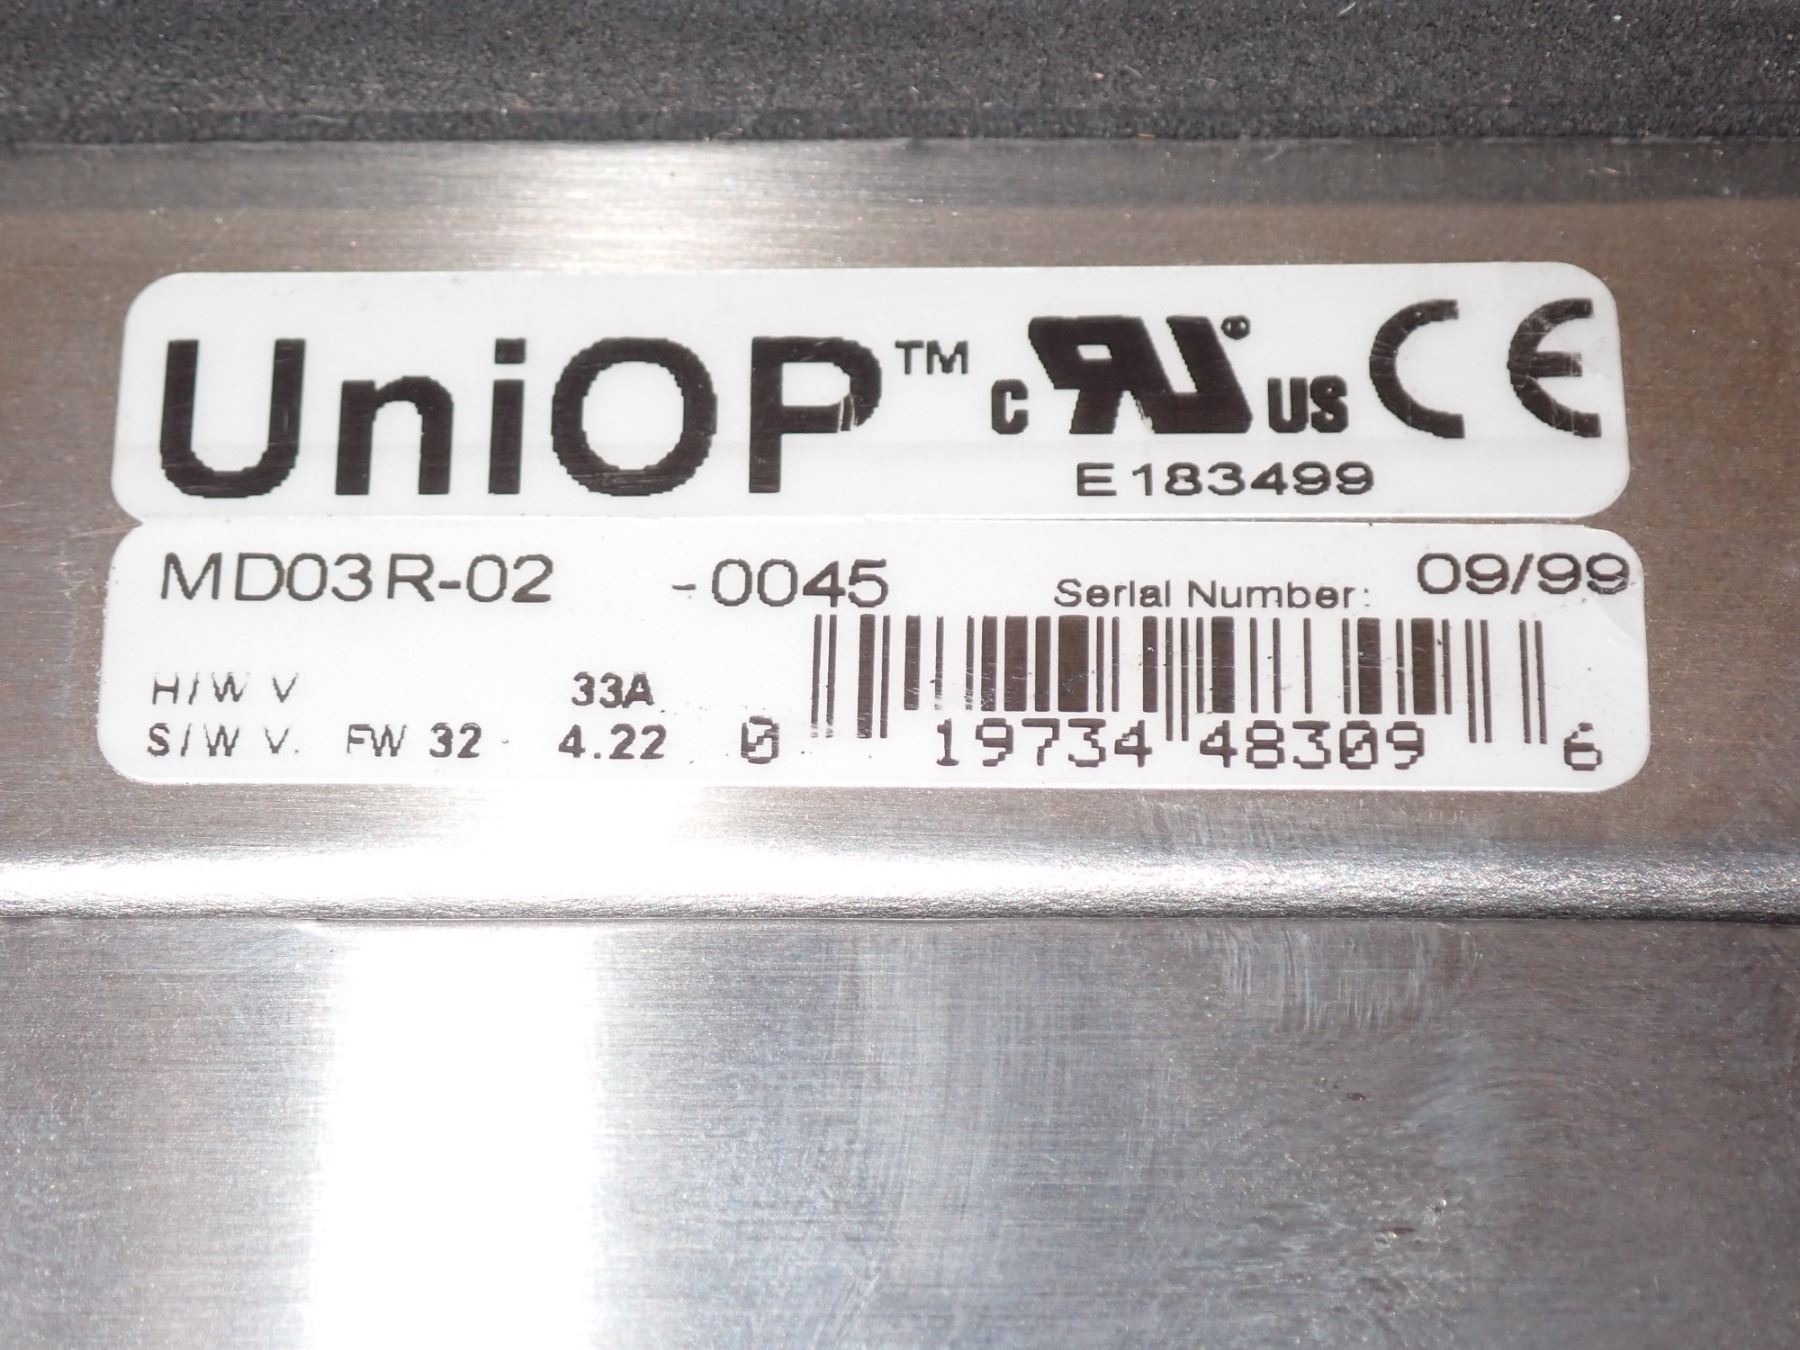 UniOP™ c RU® US CE
E183499
MD03R-02 -0045 Serial Number: 09/99
H/W V 33A
S/W V. FW 32 4.22
0 19734 48309 6